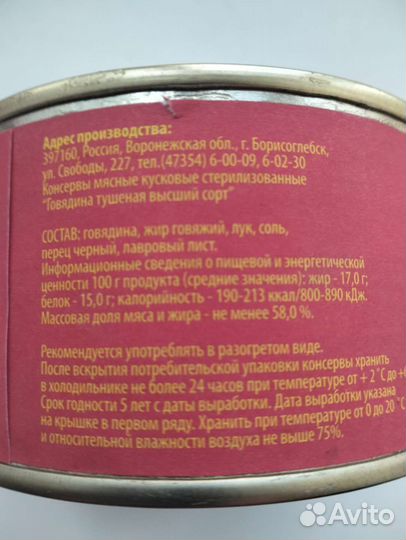 Адрес производства:
397160, Россия, Воронежская обл., г. Борисоглебск,
ул. Свободы, 227, тел.(47354) 6-00-09, 6-02-30
Консервы мясные кусковые стерилизованные
"Говядина тушеная высший сорт"
СОСТАВ: говядина, жир говяжий, лук, соль,
перец черный, лавровый лист.
Информационные сведения о пищевой и энергетической
ценности 100 г продукта (средние значения): жир - 17,0 г;
белок - 15,0 г; калорийность - 190-213 ккал/800-890 кДж.
Массовая доля мяса и жира - не менее 58,0 %.
Рекомендуется употреблять в разогретом виде.
После вскрытия потребительской упаковки консервы хранить
в холодильнике не более 24 часов при температуре от + 2˚С до
Срок годности 5 лет с даты выработки. Дата выработки указана
на крышке в первом ряду. Хранить при температуре от 0 до 20˚С
и относительной влажности воздуха не выше 75%.
Avito